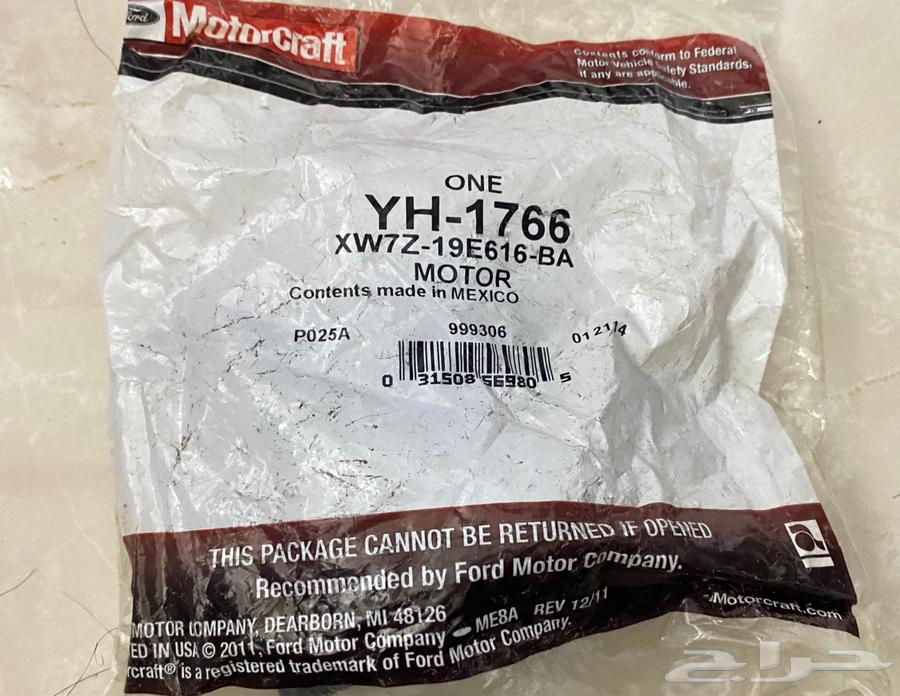 Ford Motorcraft
Contents conform to Federal
Motor Vehicle Safety Standards,
if any are applicable.
ONE
YH-1766
XW7Z-19E616-BA
MOTOR
Contents made in MEXICO
P025A 999306 012114
0 31508 56980 5
THIS PACKAGE CANNOT BE RETURNED IF OPENED
Recommended by Ford Motor Company.
Motorcraft.com
MOTOR COMPANY, DEARBORN, MI 48126
ED IN USA © 2011, Ford Motor Company ME8A REV 12/11
rcraft® is a registered trademark of Ford Motor Company.
حراج